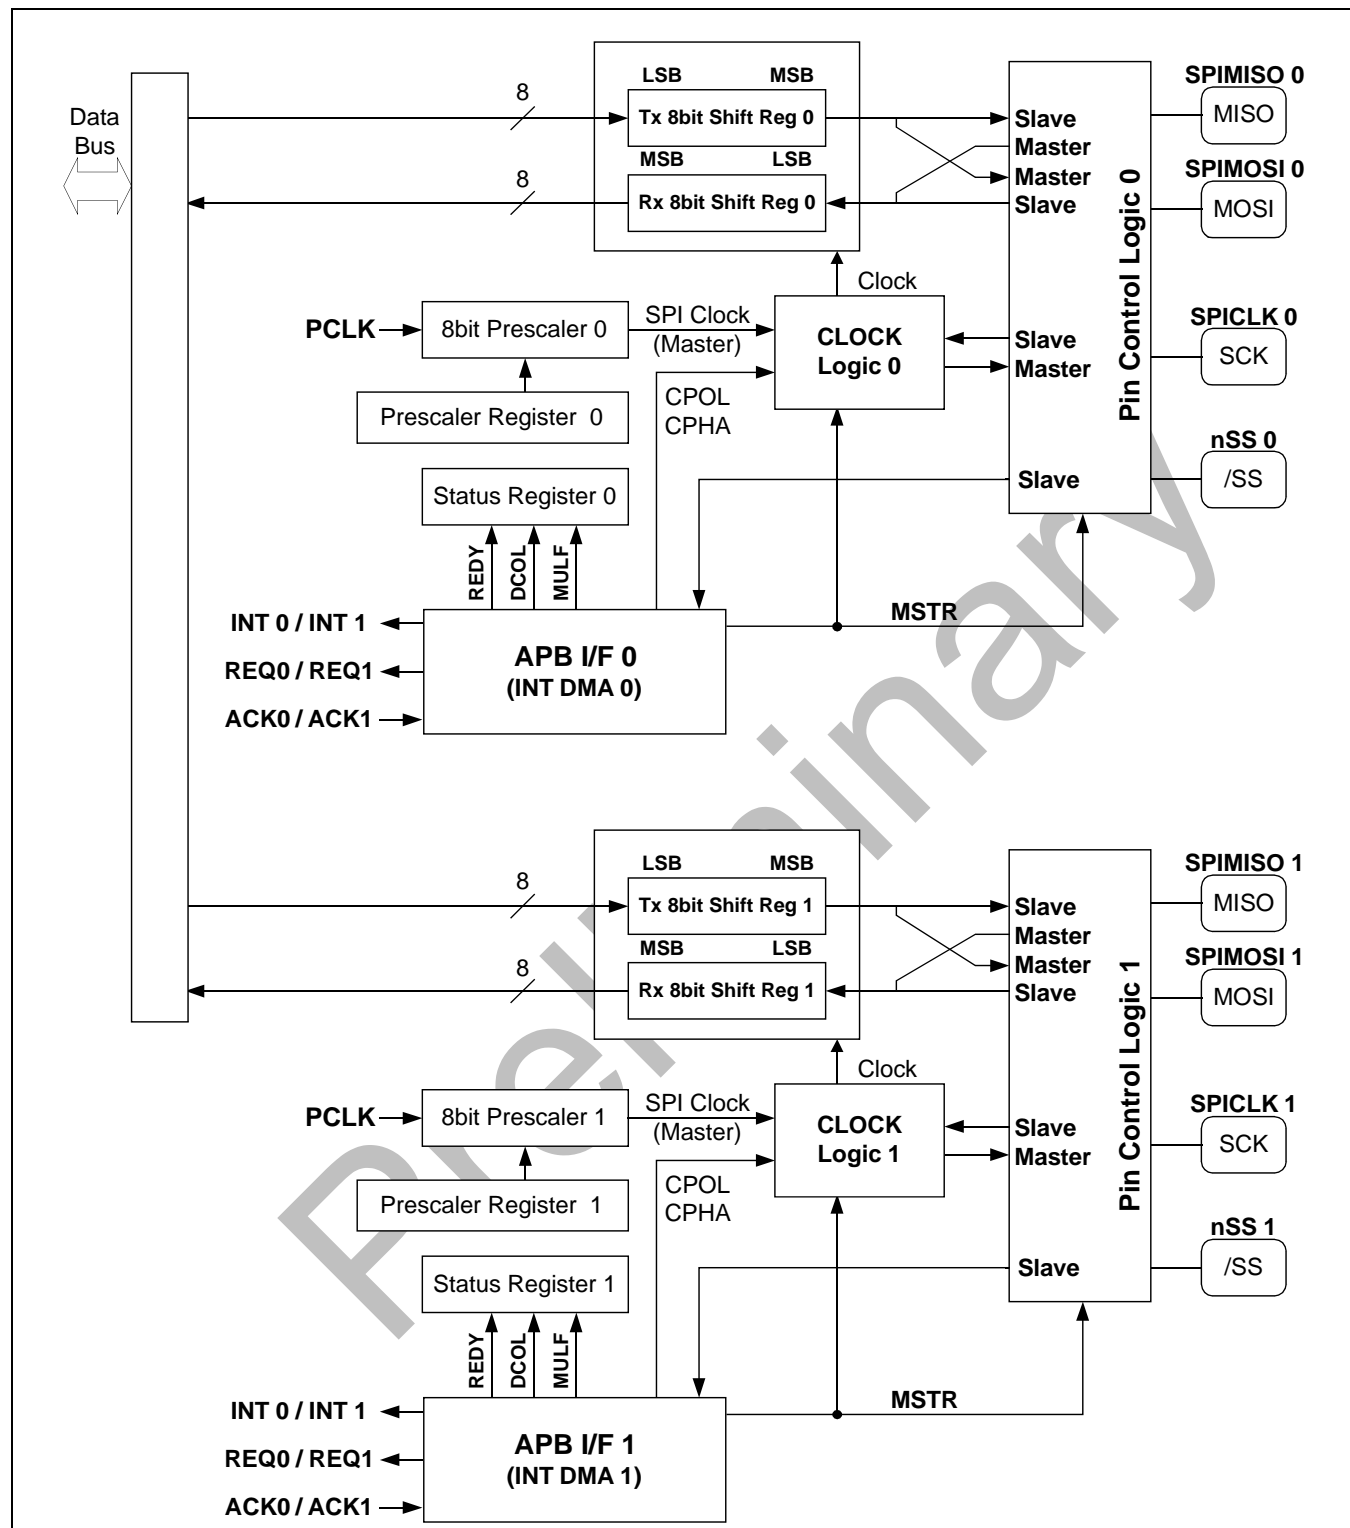 Data
Bus
8
8
LSB MSB
Tx 8bit Shift Reg 0
MSB LSB
Rx 8bit Shift Reg 0
Slave
Master
Master
Slave
Pin Control Logic 0
SPIMISO 0
MISO
SPIMOSI 0
MOSI
Clock
PCLK
8bit Prescaler 0
SPI Clock
(Master)
CLOCK
Logic 0
Slave
Master
SPICLK 0
SCK
Prescaler Register 0
CPOL
CPHA
nSS 0
/SS
Slave
Status Register 0
REDY
DCOL
MULF
MSTR
INT 0 / INT 1
REQ0 / REQ1
ACK0 / ACK1
APB I/F 0
(INT DMA 0)
Preliminary
8
8
LSB MSB
Tx 8bit Shift Reg 1
MSB LSB
Rx 8bit Shift Reg 1
Slave
Master
Master
Slave
Pin Control Logic 1
SPIMISO 1
MISO
SPIMOSI 1
MOSI
Clock
PCLK
8bit Prescaler 1
SPI Clock
(Master)
CLOCK
Logic 1
Slave
Master
SPICLK 1
SCK
Prescaler Register 1
CPOL
CPHA
nSS 1
/SS
Slave
Status Register 1
REDY
DCOL
MULF
MSTR
INT 0 / INT 1
REQ0 / REQ1
ACK0 / ACK1
APB I/F 1
(INT DMA 1)